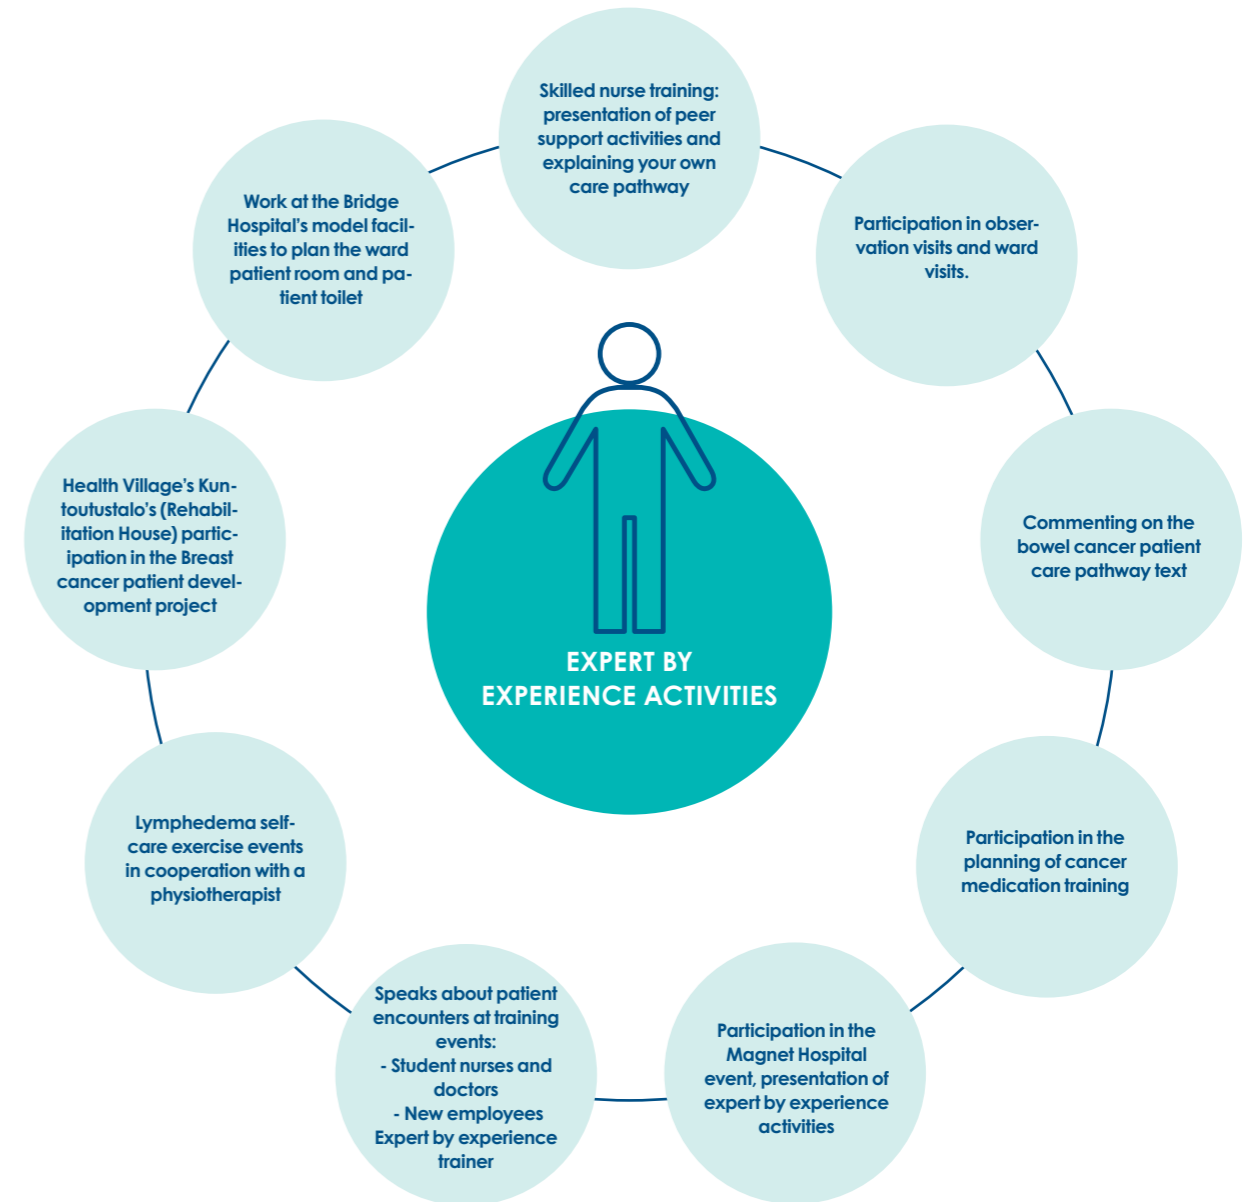 Skilled nurse training:
presentation of peer
support activities and
explaining your own
care pathway
Participation in obser-
vation visits and ward
visits.
Commenting on the
bowel cancer patient
care pathway text
Participation in the
planning of cancer
medication training
Participation in the
Magnet Hospital
event, presentation of
expert by experience
activities
Speaks about patient
encounters at training
events:
- Student nurses and
doctors
- New employees
Expert by experience
trainer
Lymphedema self-
care exercise events
in cooperation with a
physiotherapist
Health Village's Kun-
toutustalo's (Rehabil-
itation House) partic-
ipation in the Breast
cancer patient devel-
opment project
Work at the Bridge
Hospital's model facil-
ities to plan the ward
patient room and pa-
tient toilet
EXPERT BY
EXPERIENCE ACTIVITIES